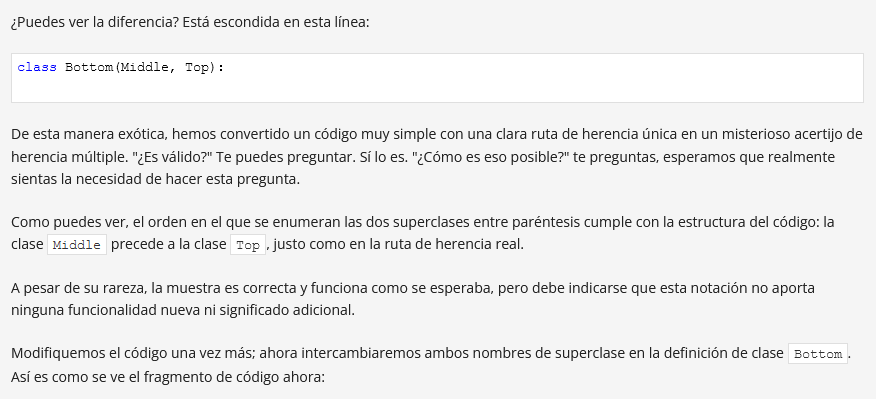 ¿Puedes ver la diferencia? Está escondida en esta línea:
class Bottom(Middle, Top):
De esta manera exótica, hemos convertido un código muy simple con una clara ruta de herencia única en un misterioso acertijo de
herencia múltiple. "¿Es válido?" Te puedes preguntar. Sí lo es. "¿Cómo es eso posible?" te preguntas, esperamos que realmente
sientas la necesidad de hacer esta pregunta.
Como puedes ver, el orden en el que se enumeran las dos superclases entre paréntesis cumple con la estructura del código: la
clase Middle precede a la clase Top, justo como en la ruta de herencia real.
A pesar de su rareza, la muestra es correcta y funciona como se esperaba, pero debe indicarse que esta notación no aporta
ninguna funcionalidad nueva ni significado adicional.
Modifiquemos el código una vez más; ahora intercambiaremos ambos nombres de superclase en la definición de clase Bottom.
Así es como se ve el fragmento de código ahora: